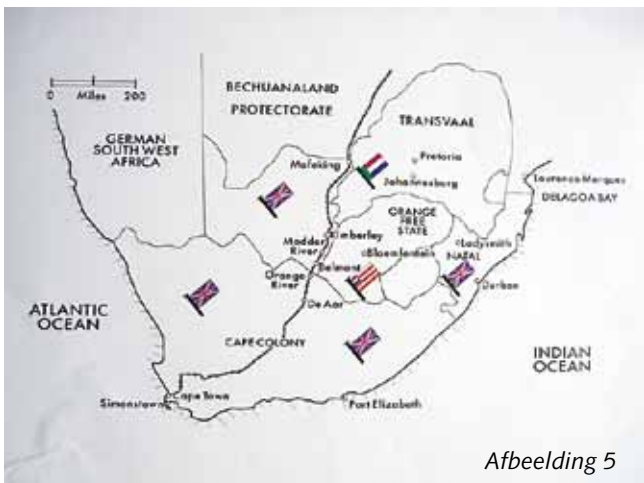 0 Miles 200
BECHUANALAND
PROTECTORATE
TRANSVAAL
GERMAN
SOUTH WEST
AFRICA
Mafeking
Pretoria
Johannesburg
Lourenco Marques
DELAGOA BAY
ORANGE
FREE
STATE
Kimberley
Modder
River
Bloemfontein
Ladysmith
NATAL
Belmont
Orange
River
Durban
De Aar
ATLANTIC
OCEAN
CAPE COLONY
INDIAN
OCEAN
Simonstown
Cape Town
Port Elizabeth
Afbeelding 5